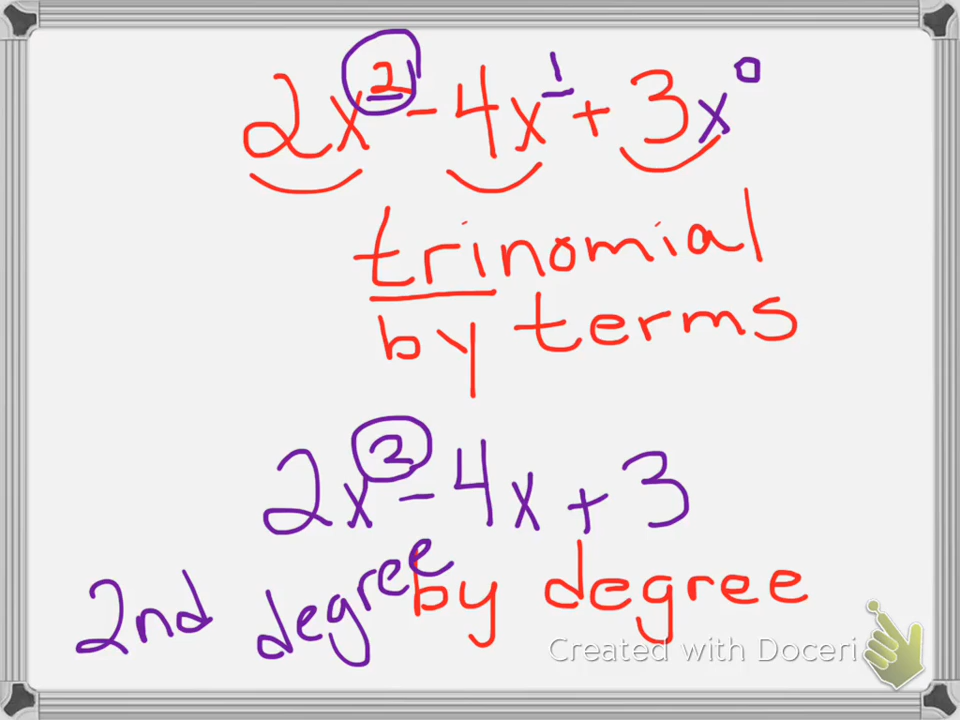 2x² - 4x¹ + 3x⁰
trinomial
by terms
2x² - 4x + 3
2nd degree by degree
Created with Doceri